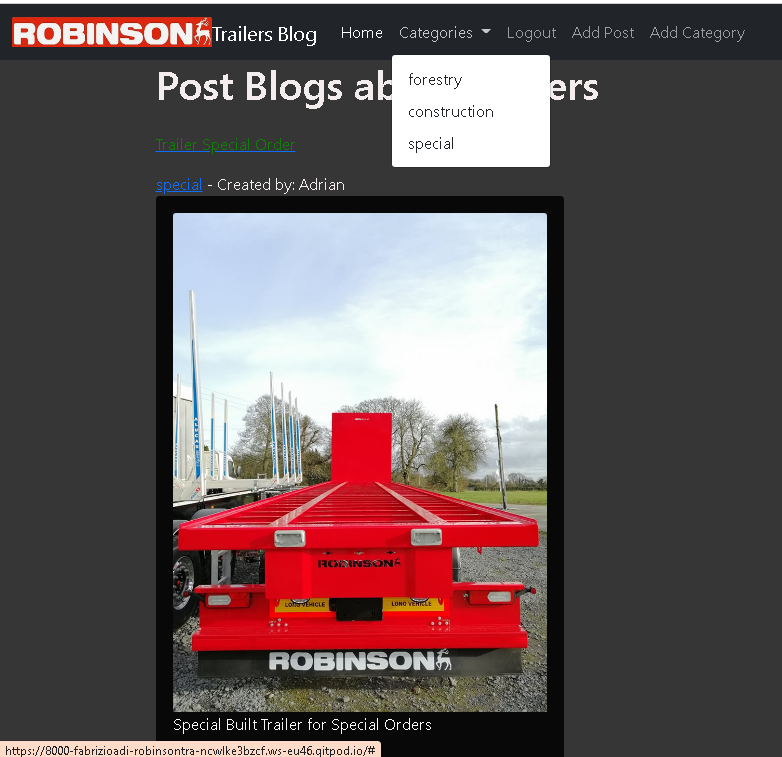 ROBINSON Trailers Blog Home Categories Logout Add Post Add Category
forestry
construction
special
Post Blogs ab ers
Trailer Special Order
special - Created by: Adrian
ROBINSON
LONG VEHICLE LONG VEHICLE
ROBINSON
Special Built Trailer for Special Orders
https://8000-fabrizioadi-robinsontra-ncwlke3bzcf.ws-eu46.gitpod.io/#